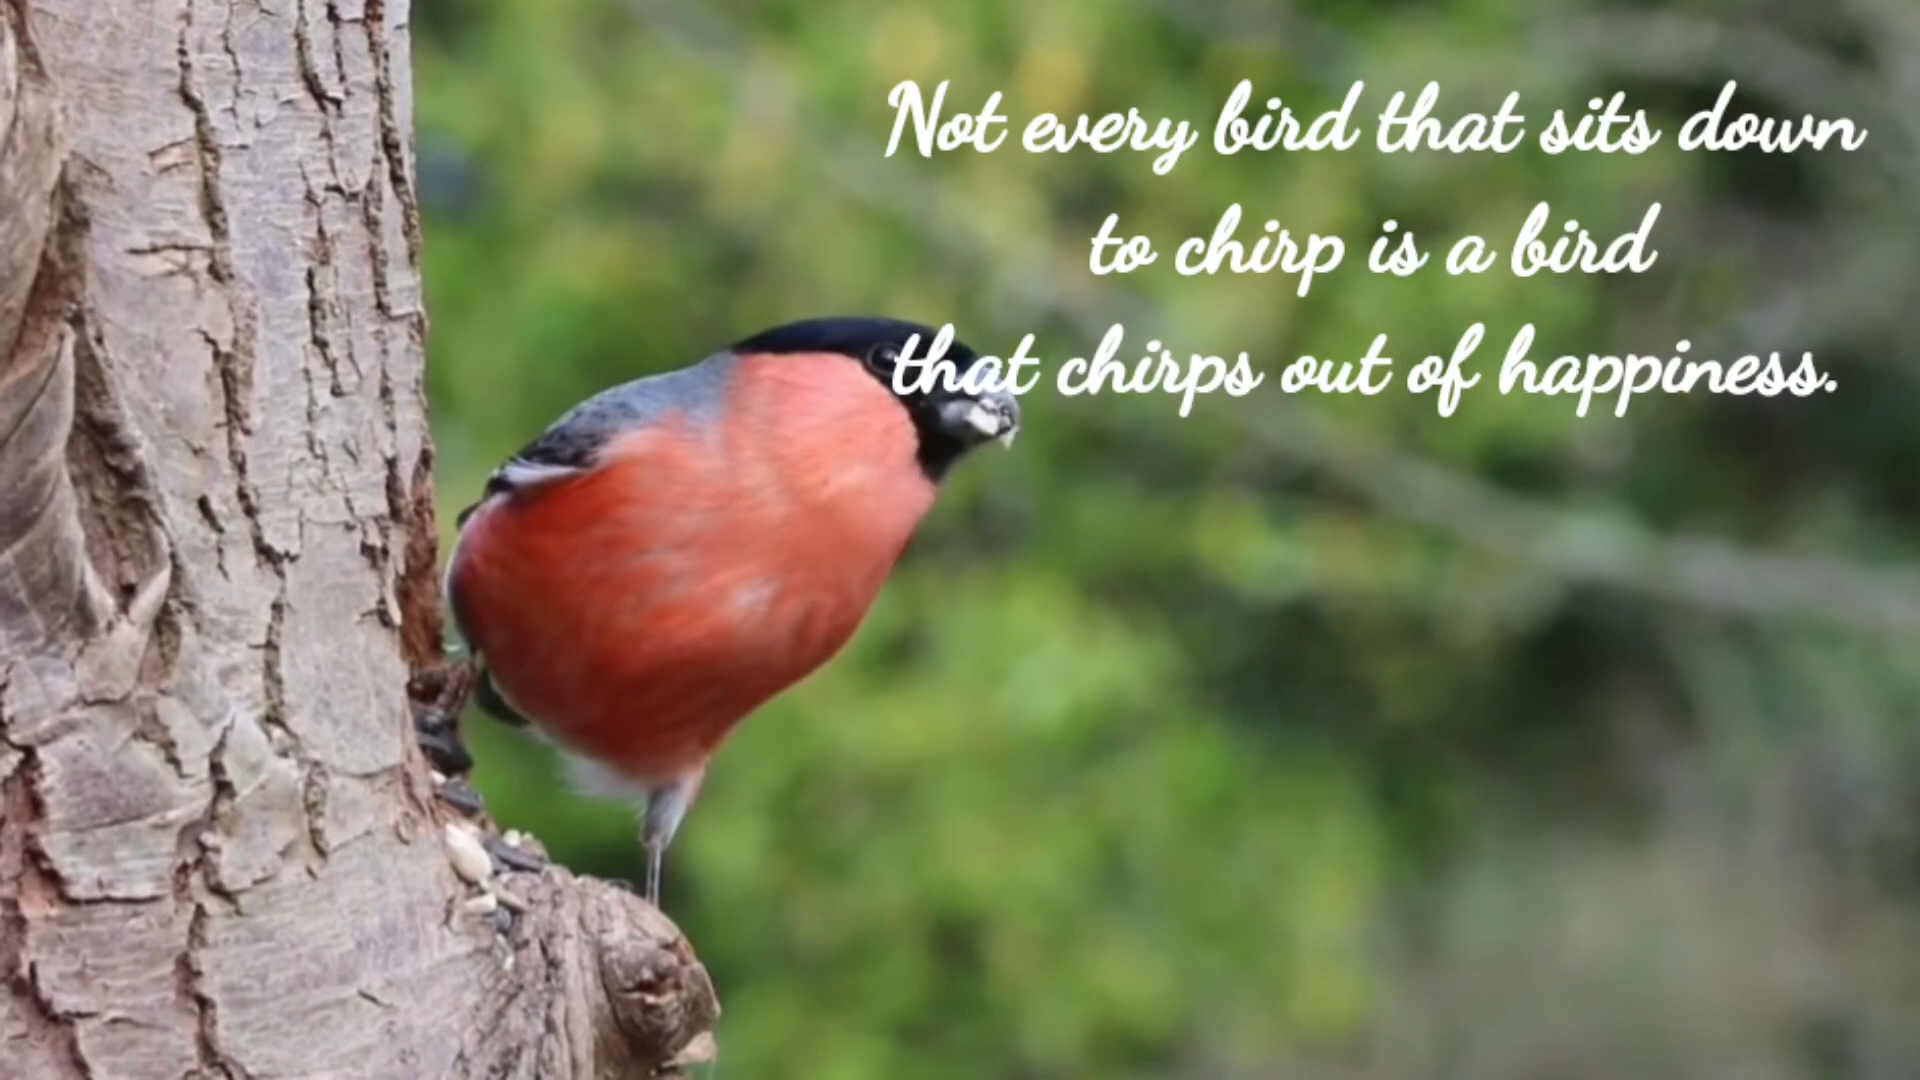 Not every bird that sits down
to chirp is a bird
that chirps out of happiness.